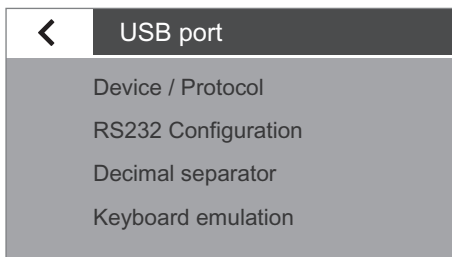 USB port
Device / Protocol
RS232 Configuration
Decimal separator
Keyboard emulation